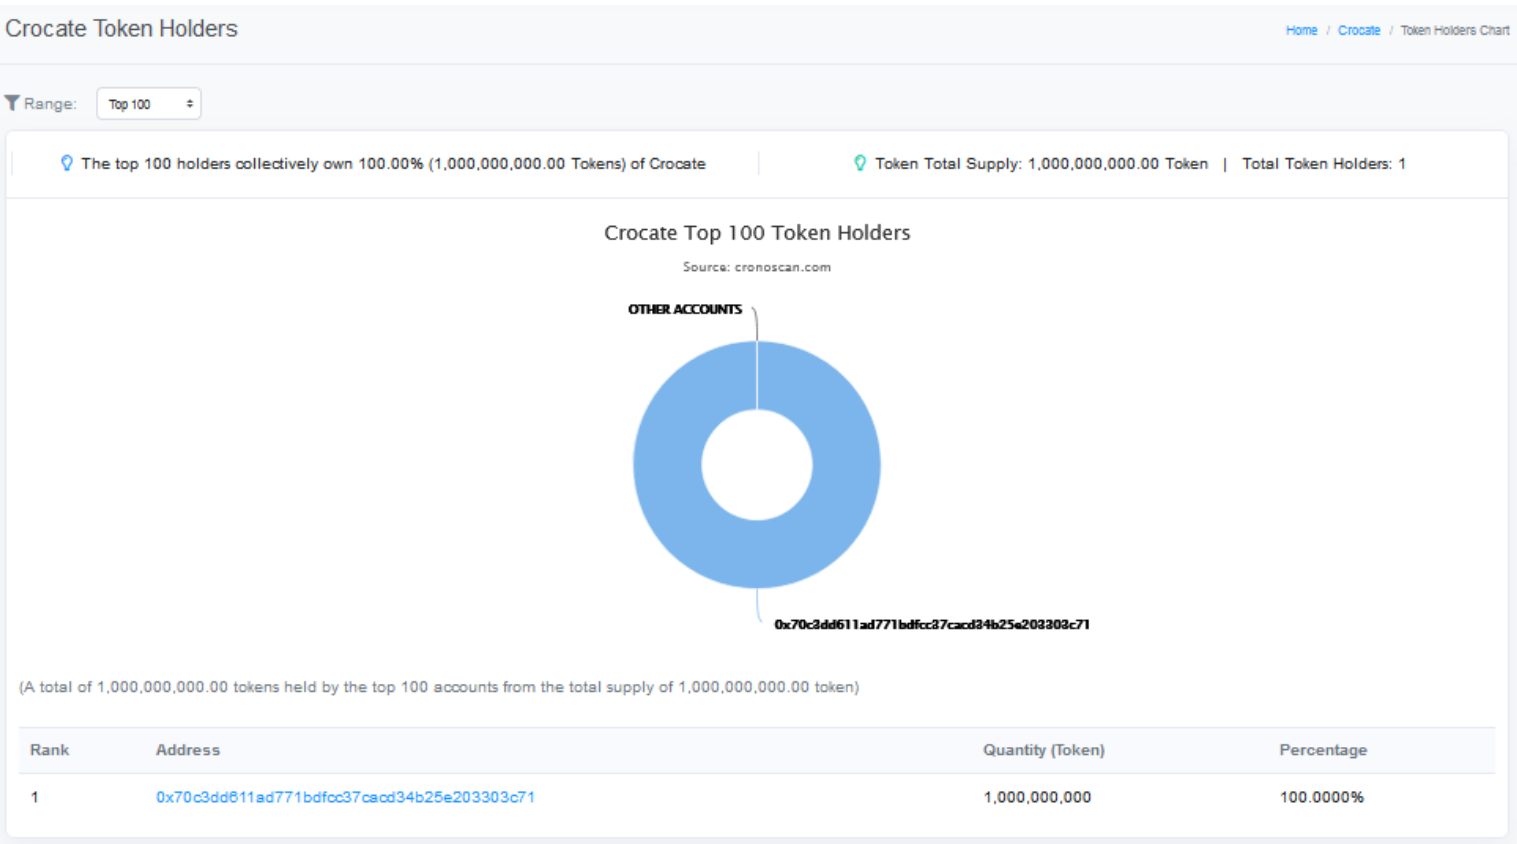 Crocate Token Holders
Home / Crocate / Token Holders Chart
Range: Top 100
The top 100 holders collectively own 100.00% (1,000,000,000.00 Tokens) of Crocate
Token Total Supply: 1,000,000,000.00 Token | Total Token Holders: 1
Crocate Top 100 Token Holders
Source: cronoscan.com
OTHER ACCOUNTS
0x70c3dd611ad771bdfcc37cacd34b25e203303c71
(A total of 1,000,000,000.00 tokens held by the top 100 accounts from the total supply of 1,000,000,000.00 token)
Rank Address Quantity (Token) Percentage
1 0x70c3dd611ad771bdfcc37cacd34b25e203303c71 1,000,000,000 100.0000%